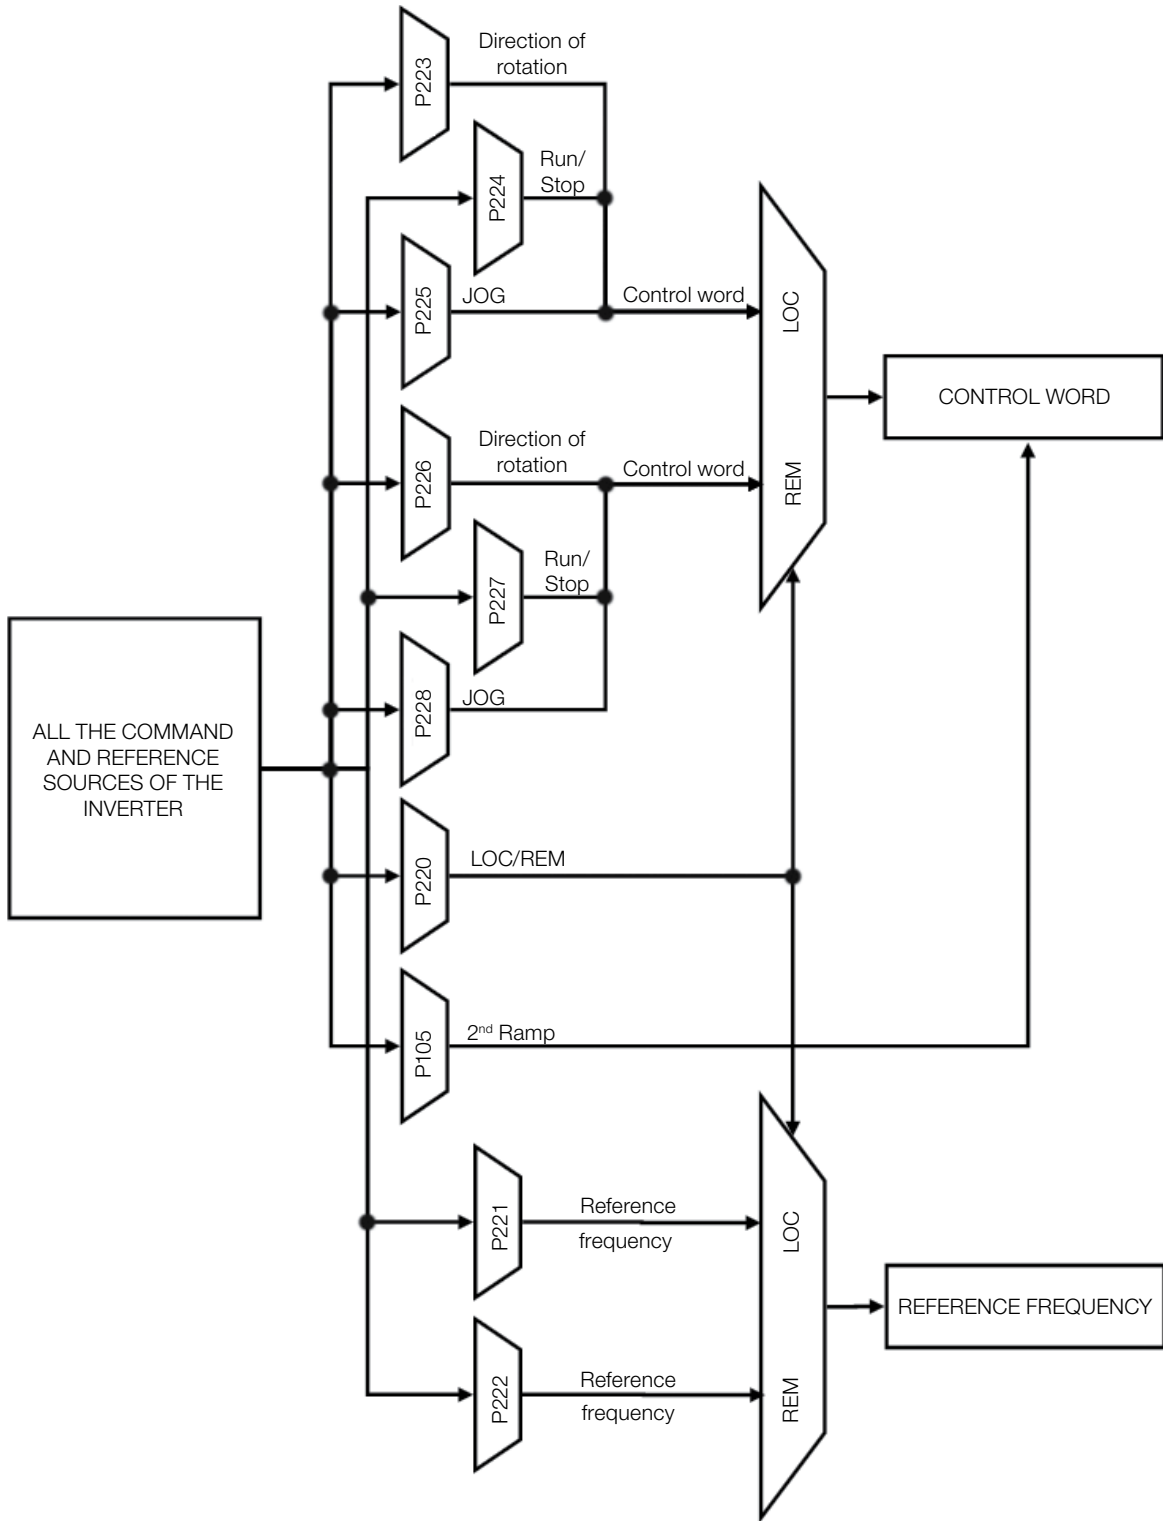 Direction of
rotation
P223
Run/
Stop
P224
JOG
P225
Control word
LOC
CONTROL WORD
Direction of
rotation
P226
Control word
REM
Run/
Stop
P227
JOG
P228
ALL THE COMMAND
AND REFERENCE
SOURCES OF THE
INVERTER
LOC/REM
P220
2nd Ramp
P105
Reference
frequency
P221
LOC
REFERENCE FREQUENCY
Reference
frequency
P222
REM